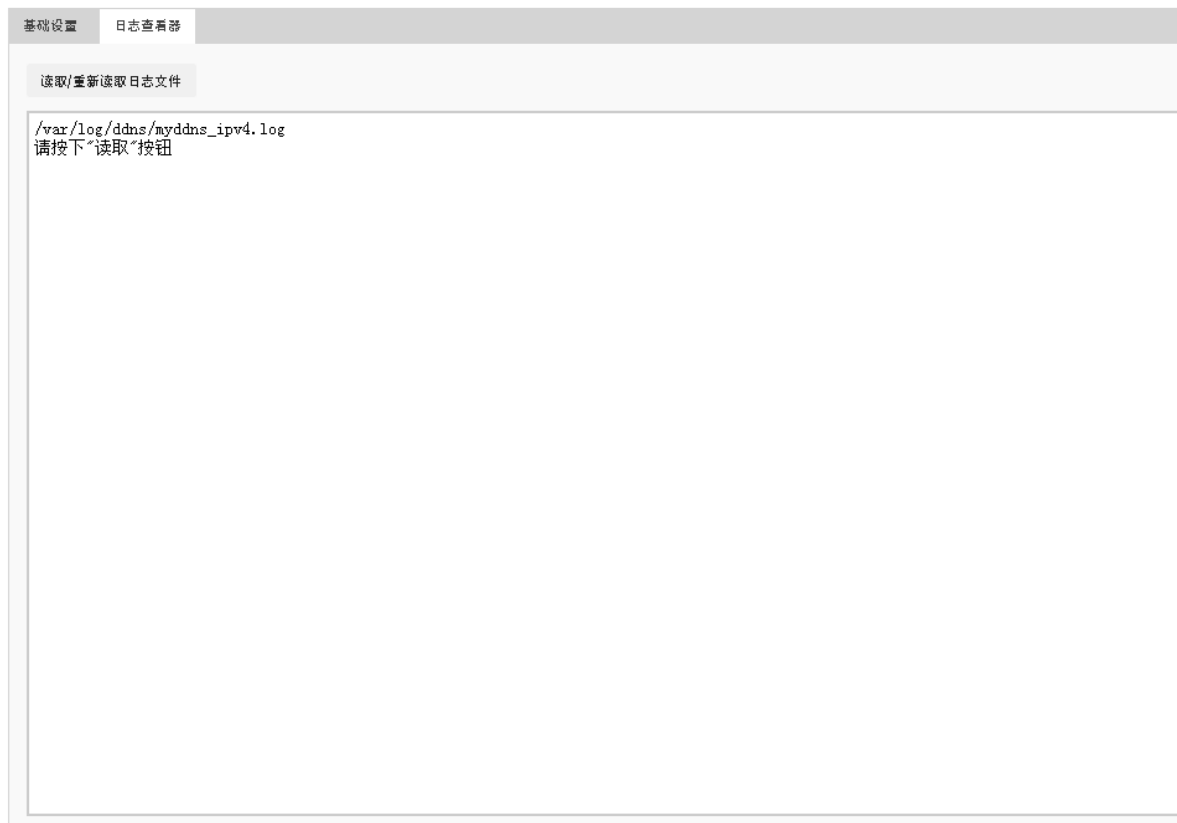 基础设置
日志查看器
读取/重新读取日志文件
/var/log/ddns/myddns_ipv4.log
请按下"读取"按钮